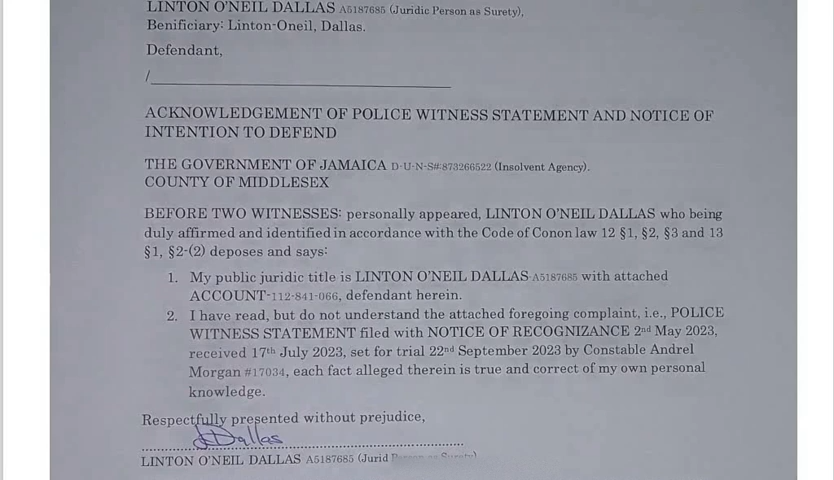 LINTON O'NEIL DALLAS A5187685 (Juridic Person as Surety),
Benificiary: Linton-Oneil, Dallas.
Defendant,
/
ACKNOWLEDGEMENT OF POLICE WITNESS STATEMENT AND NOTICE OF
INTENTION TO DEFEND
THE GOVERNMENT OF JAMAICA D-U-N-S#:873266522 (Insolvent Agency).
COUNTY OF MIDDLESEX
BEFORE TWO WITNESSES: personally appeared, LINTON O'NEIL DALLAS who being
duly affirmed and identified in accordance with the Code of Conon law 12 §1, §2, §3 and 13
§1, §2-(2) deposes and says:
1. My public juridic title is LINTON O'NEIL DALLAS-A5187685 with attached
ACCOUNT-112-841-066, defendant herein.
2. I have read, but do not understand the attached foregoing complaint, i.e., POLICE
WITNESS STATEMENT filed with NOTICE OF RECOGNIZANCE 2nd May 2023,
received 17th July 2023, set for trial 22nd September 2023 by Constable Andrel
Morgan #17034, each fact alleged therein is true and correct of my own personal
knowledge.
Respectfully presented without prejudice,
LDallas
LINTON O'NEIL DALLAS A5187685 (Jurid Person as Surety)